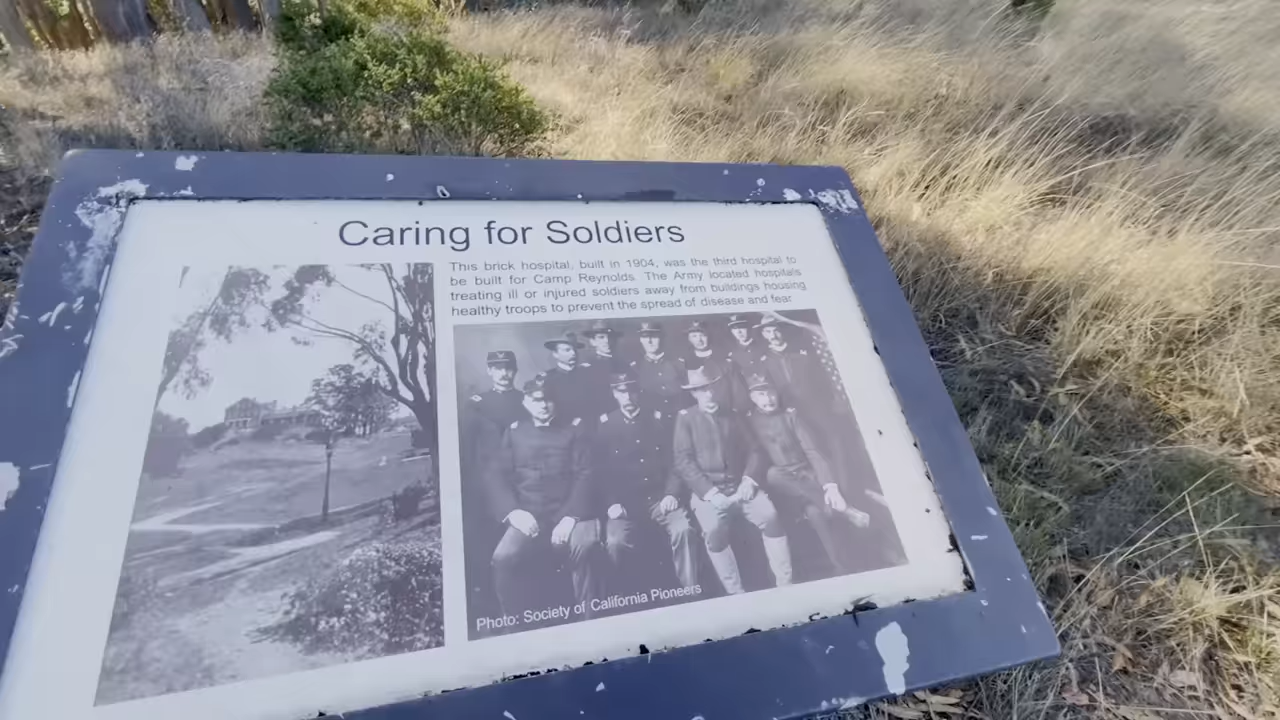 Caring for Soldiers
This brick hospital, built in 1904, was the third hospital to
be built for Camp Reynolds. The Army located hospitals
treating ill or injured soldiers away from buildings housing
healthy troops to prevent the spread of disease and fear
Photo: Society of California Pioneers